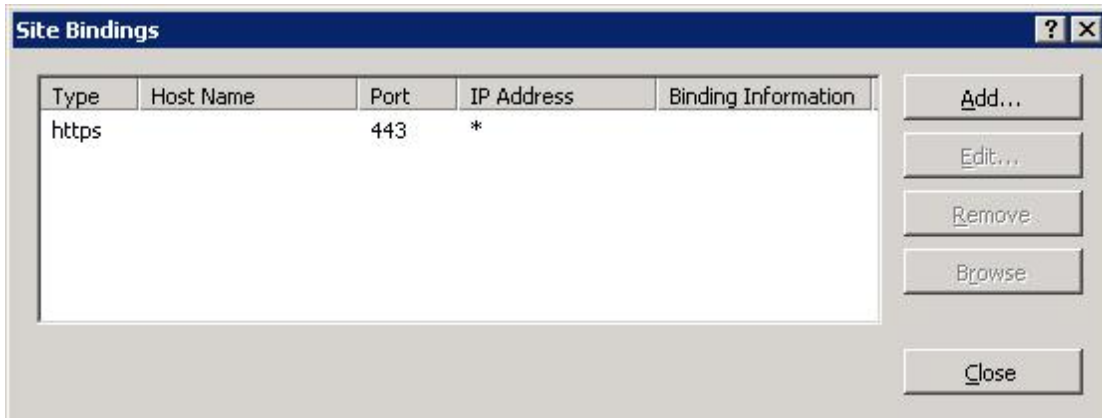 Site Bindings
Type Host Name Port IP Address Binding Information
https 443 *
Add...
Edit...
Remove
Browse
Close